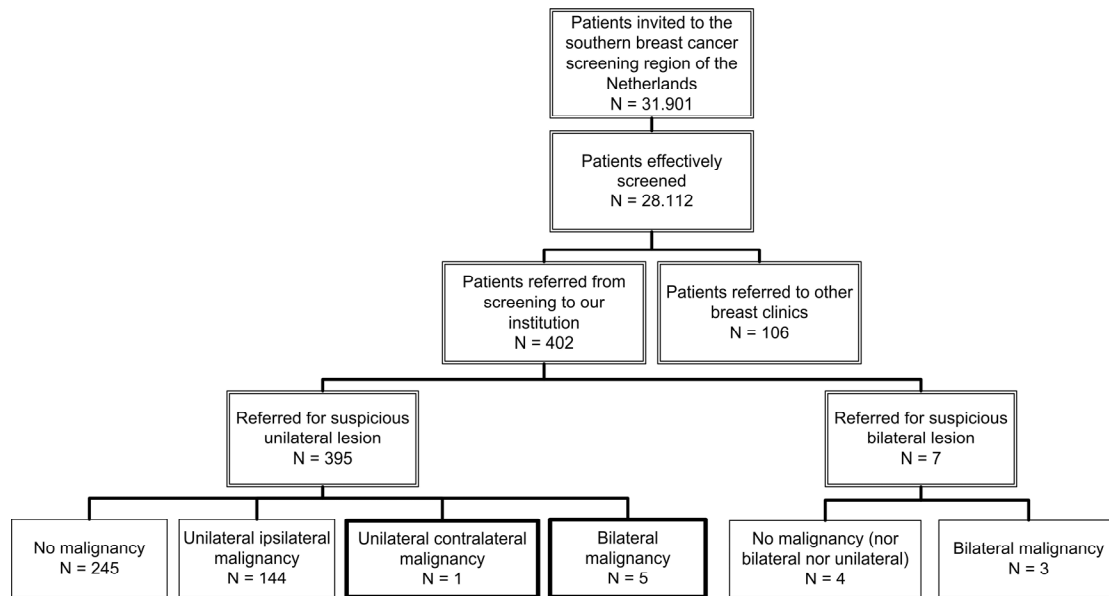 Patients invited to the
southern breast cancer
screening region of the
Netherlands
N = 31.901
Patients effectively
screened
N = 28.112
Patients referred from
screening to our
institution
N = 402
Patients referred to other
breast clinics
N = 106
Referred for suspicious
unilateral lesion
N = 395
Referred for suspicious
bilateral lesion
N = 7
No malignancy
N = 245
Unilateral ipsilateral
malignancy
N = 144
Unilateral contralateral
malignancy
N = 1
Bilateral
malignancy
N = 5
No malignancy (nor
bilateral nor unilateral)
N = 4
Bilateral malignancy
N = 3